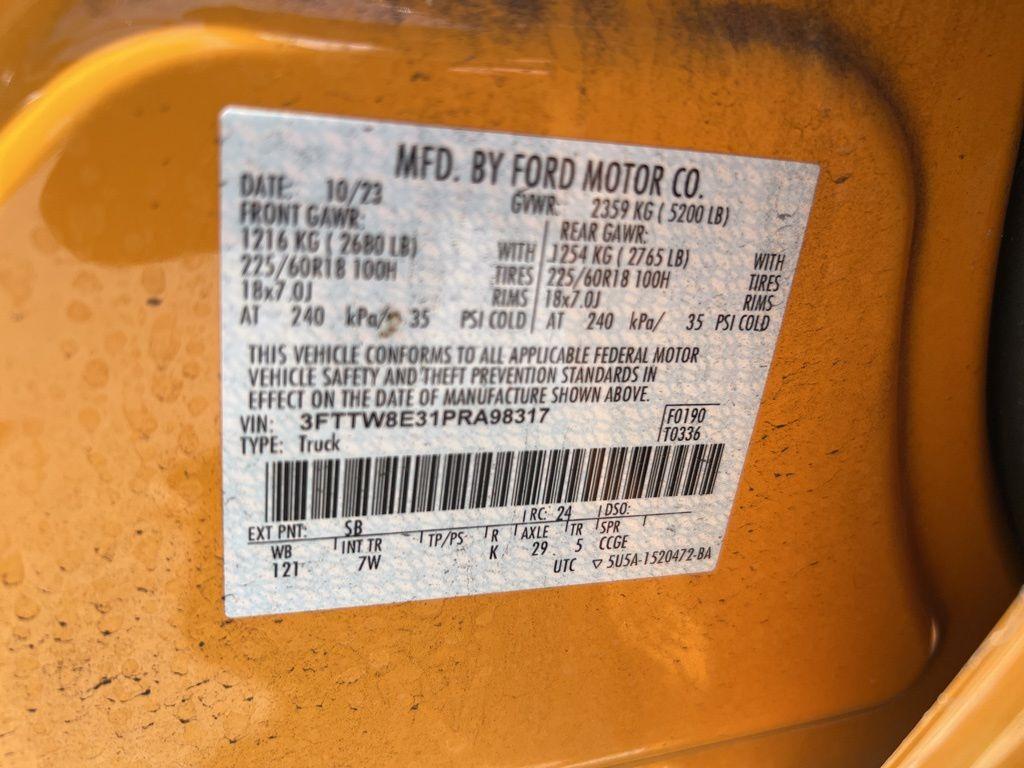 MFD. BY FORD MOTOR CO.
DATE: 10/23 GVWR: 2359 KG ( 5200 LB)
FRONT GAWR: REAR GAWR:
1216 KG ( 2680 LB) WITH 1254 KG ( 2765 LB) WITH
225/60R18 100H TIRES 225/60R18 100H TIRES
18x7.0J RIMS 18x7.0J RIMS
AT 240 kPa/ 35 PSI COLD AT 240 kPa/ 35 PSI COLD
THIS VEHICLE CONFORMS TO ALL APPLICABLE FEDERAL MOTOR
VEHICLE SAFETY AND THEFT PREVENTION STANDARDS IN
EFFECT ON THE DATE OF MANUFACTURE SHOWN ABOVE.
VIN: 3FTTW8E31PRA98317 F0190
TYPE: Truck T0336
EXT PNT: SB RC: 24 DSO:
WB INT TR TP/PS R AXLE TR SPR
121 7W K 29 5 CCGE
UTC ▽ 5U5A-1520472-BA